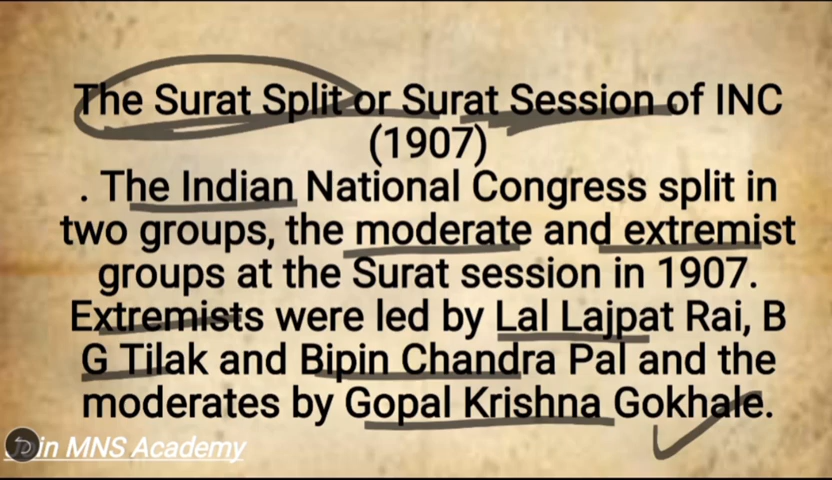 The Surat Split or Surat Session of INC
(1907)
. The Indian National Congress split in
two groups, the moderate and extremist
groups at the Surat session in 1907.
Extremists were led by Lal Lajpat Rai, B
G Tilak and Bipin Chandra Pal and the
moderates by Gopal Krishna Gokhale.
in MNS Academy